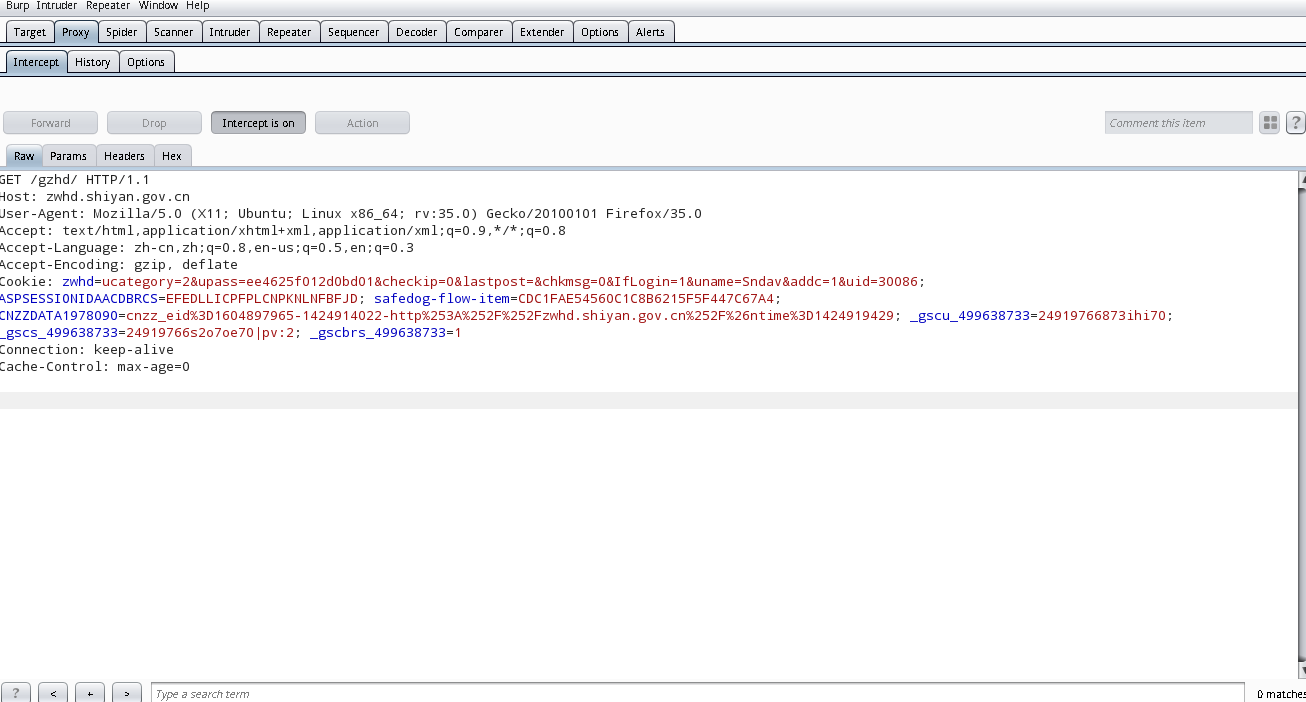 Burp Intruder Repeater Window Help
Target Proxy Spider Scanner Intruder Repeater Sequencer Decoder Comparer Extender Options Alerts
Intercept History Options
Forward Drop Intercept is on Action Comment this item ?
Raw Params Headers Hex
GET /gzhd/ HTTP/1.1
Host: zwhd.shiyan.gov.cn
User-Agent: Mozilla/5.0 (X11; Ubuntu; Linux x86_64; rv:35.0) Gecko/20100101 Firefox/35.0
Accept: text/html,application/xhtml+xml,application/xml;q=0.9,*/*;q=0.8
Accept-Language: zh-cn,zh;q=0.8,en-us;q=0.5,en;q=0.3
Accept-Encoding: gzip, deflate
Cookie: zwhd=ucategory=2&upass=ee4625f012d0bd01&checkip=0&lastpost=&chkmsg=0&IfLogin=1&uname=Sndav&addc=1&uid=30086;
ASPSESSIONIDAACDBRCS=EFEDLLICPFPLCNPKNLNFBFJD; safedog-flow-item=CDC1FAE54560C1C8B6215F5F447C67A4;
CNZZDATA1978090=cnzz_eid%3D1604897965-1424914022-http%253A%252F%252Fzwhd.shiyan.gov.cn%252F%26ntime%3D1424919429; _gscu_499638733=24919766873ihi70;
_gscs_499638733=24919766s2o7oe70|pv:2; _gscbrs_499638733=1
Connection: keep-alive
Cache-Control: max-age=0
? < + > Type a search term 0 matches